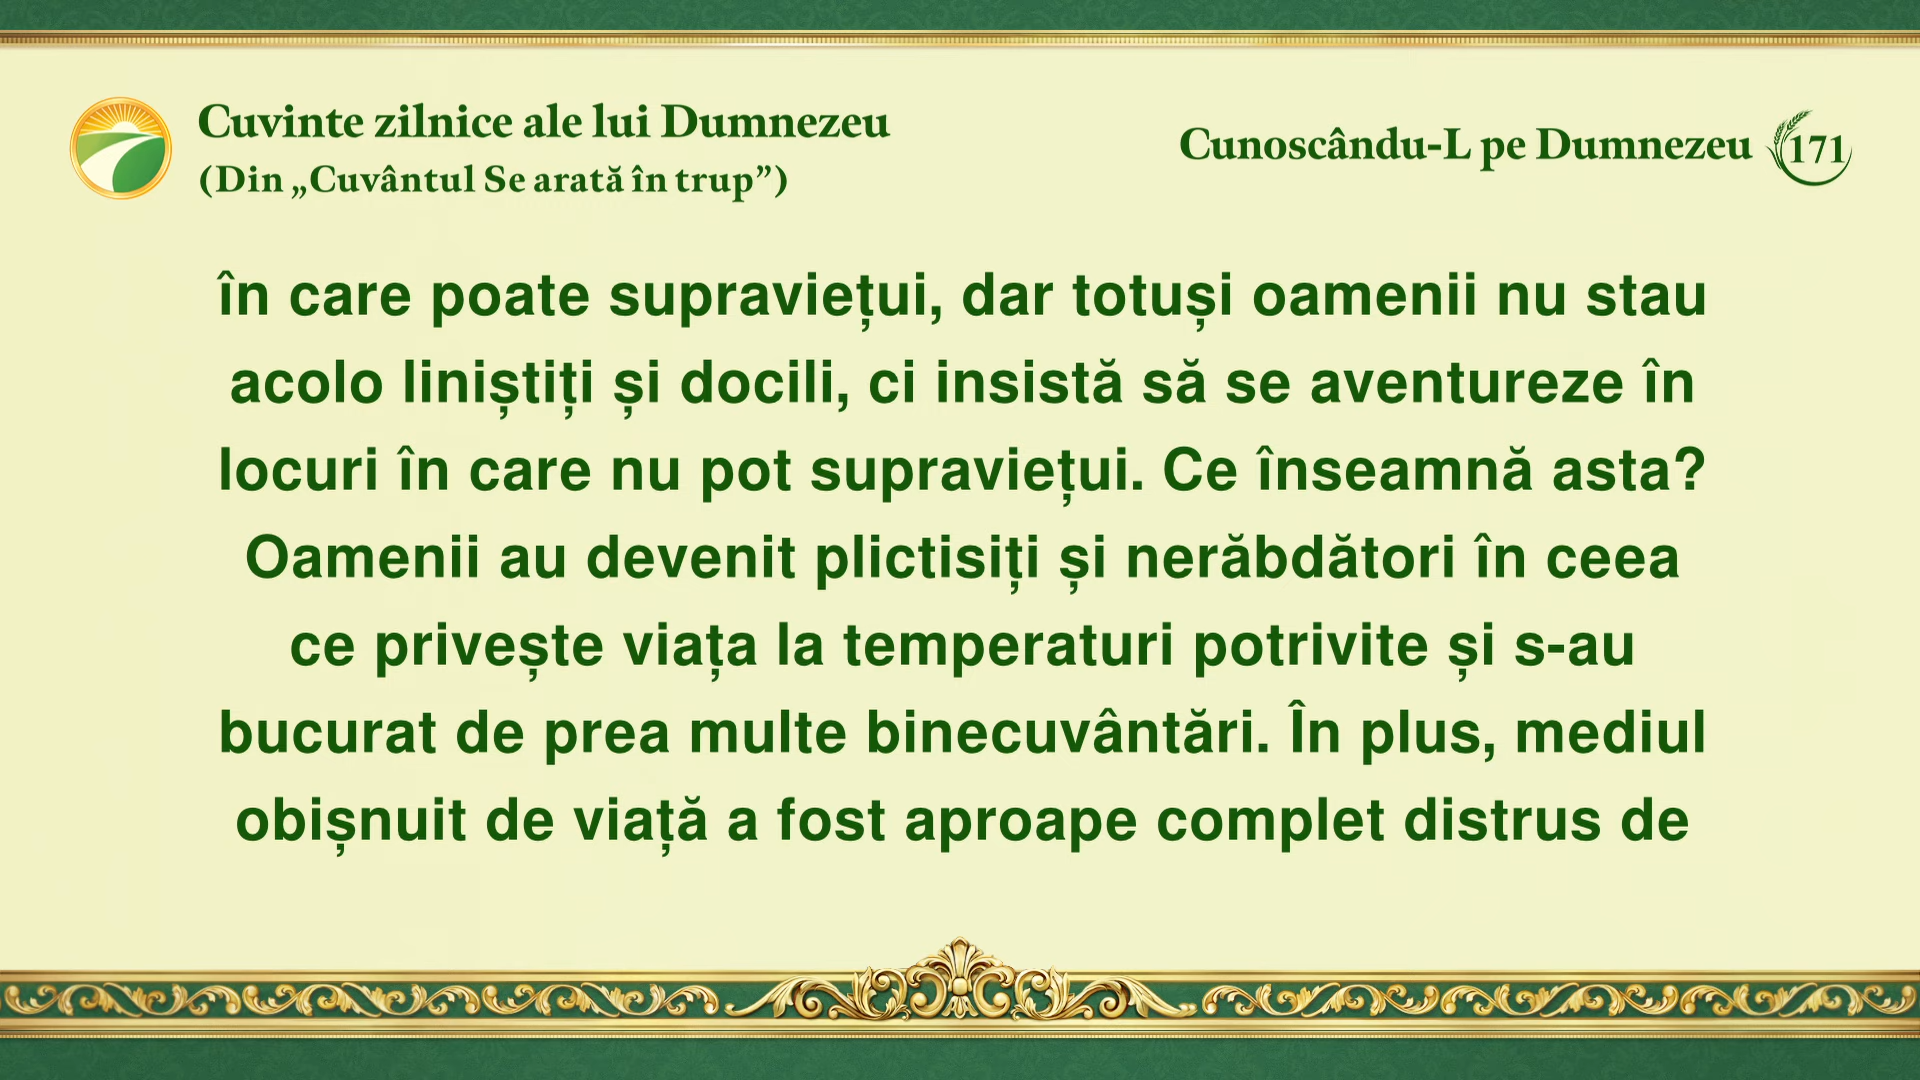 Cuvinte zilnice ale lui Dumnezeu
(Din „Cuvântul Se arată în trup”)
Cunoscându-L pe Dumnezeu 171
în care poate supraviețui, dar totuși oamenii nu stau
acolo liniștiți și docili, ci insistă să se aventureze în
locuri în care nu pot supraviețui. Ce înseamnă asta?
Oamenii au devenit plictisiți și nerăbdători în ceea
ce privește viața la temperaturi potrivite și s-au
bucurat de prea multe binecuvântări. În plus, mediul
obișnuit de viață a fost aproape complet distrus de